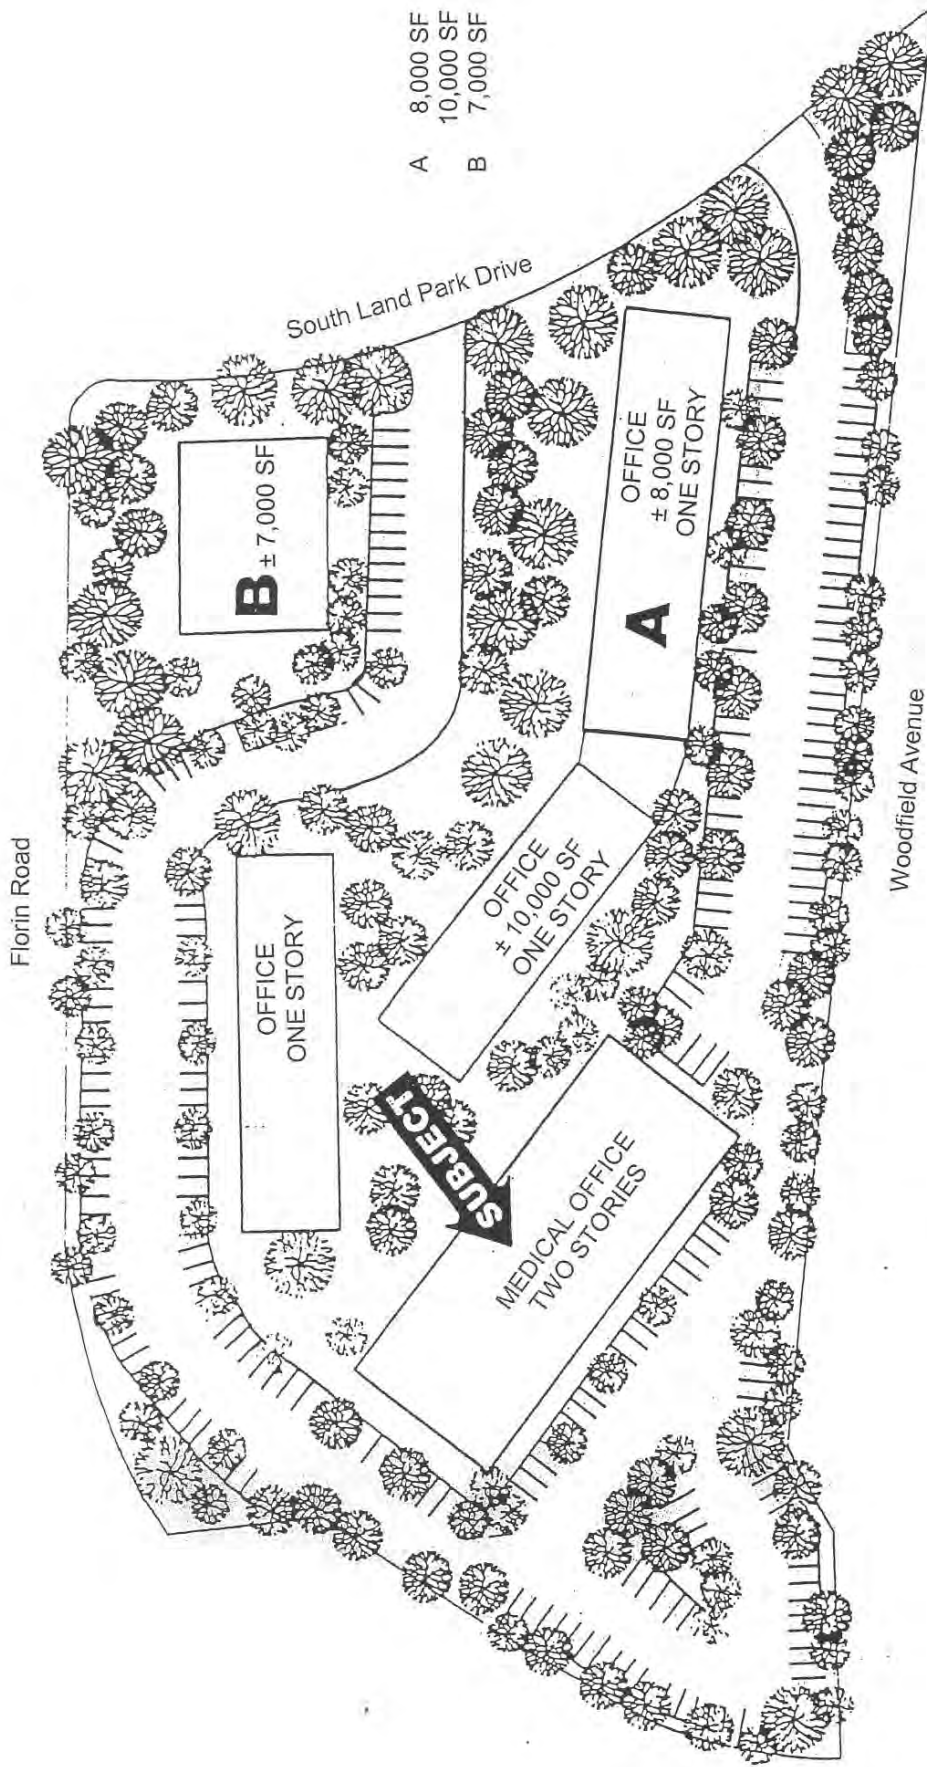 Florin Road
South Land Park Drive
A 8,000 SF
10,000 SF
B 7,000 SF
B ± 7,000 SF
OFFICE
ONE STORY
OFFICE
± 10,000 SF
ONE STORY
OFFICE
± 8,000 SF
ONE STORY
A
SUBJECT
MEDICAL OFFICE
TWO STORIES
Woodfield Avenue